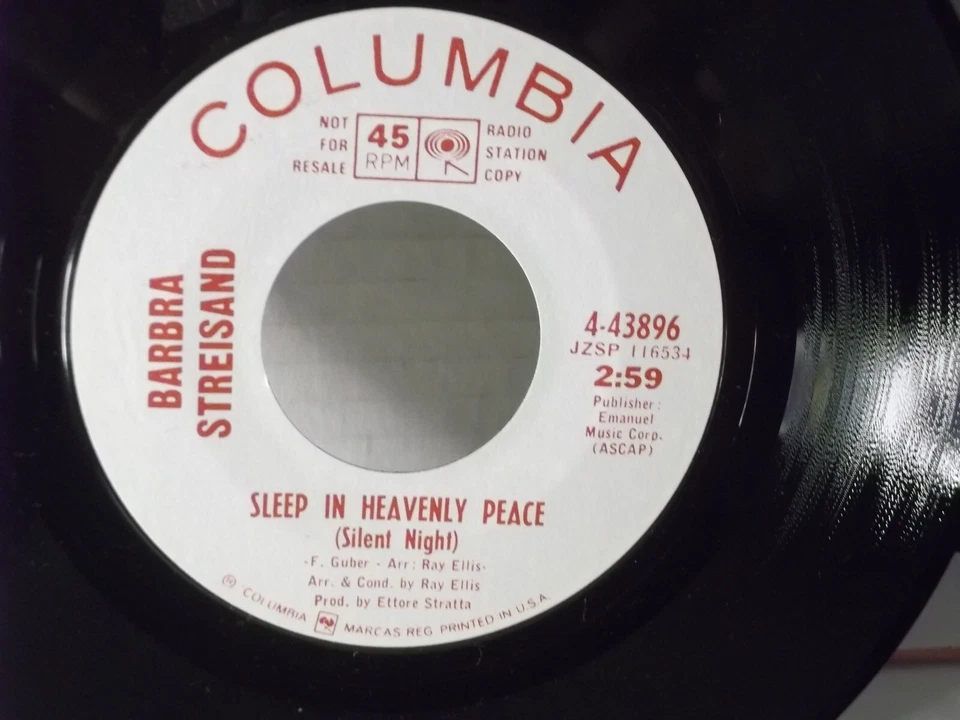 COLUMBIA
NOT
FOR
RESALE
45
RPM
RADIO
STATION
COPY
BARBRA
STREISAND
4-43896
JZSP 116534
2:59
Publisher:
Emanuel
Music Corp.
(ASCAP)
SLEEP IN HEAVENLY PEACE
(Silent Night)
-F. Guber - Arr: Ray Ellis-
Arr. & Cond. by Ray Ellis
Prod. by Ettore Stratta
℗ "COLUMBIA MARCAS REG. PRINTED IN U.S.A.